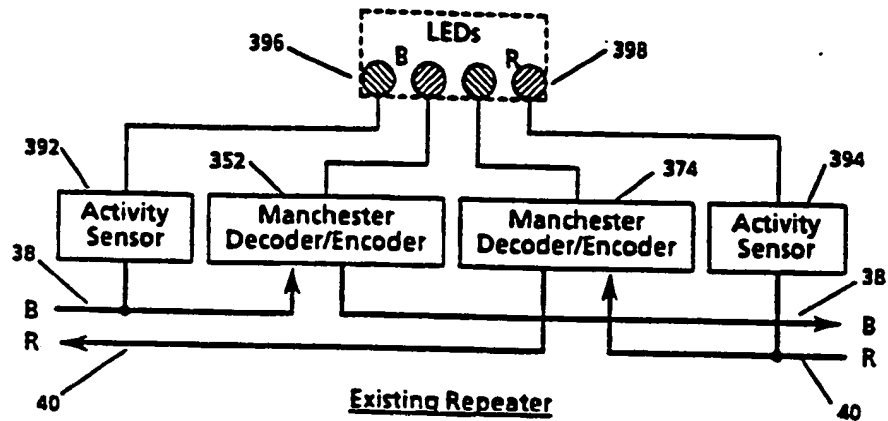 LEDs
396
B
R
398
392
352
374
394
Activity
Sensor
Manchester
Decoder/Encoder
Manchester
Decoder/Encoder
Activity
Sensor
38
38
B
B
R
R
40
40
Existing Repeater